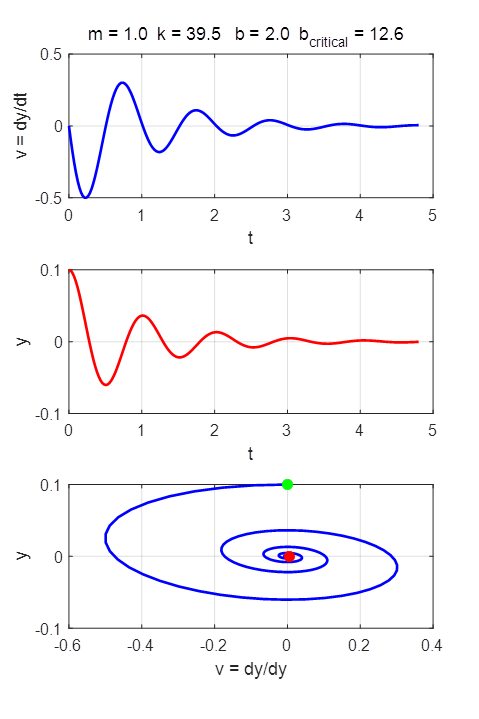 m = 1.0 k = 39.5 b = 2.0 b_critical = 12.6
0.5
v = dy/dt
0
-0.5
0 1 2 3 4 5
t
0.1
y
0
-0.1
0 1 2 3 4 5
t
0.1
y
0
-0.1
-0.6 -0.4 -0.2 0 0.2 0.4
v = dy/dy